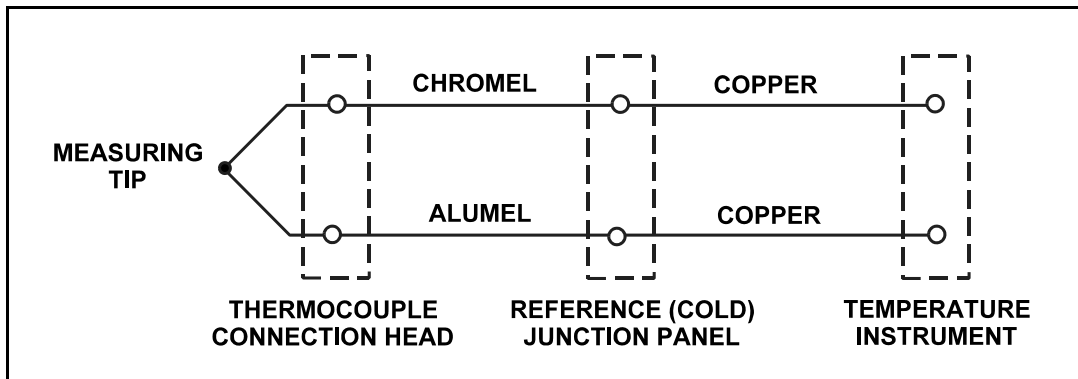 CHROMEL
COPPER
MEASURING
TIP
ALUMEL
COPPER
THERMOCOUPLE
CONNECTION HEAD
REFERENCE (COLD)
JUNCTION PANEL
TEMPERATURE
INSTRUMENT